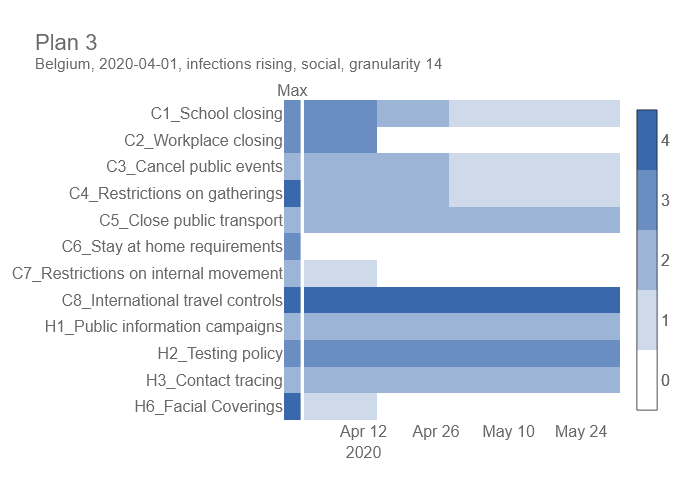 Plan 3
Belgium, 2020-04-01, infections rising, social, granularity 14
Max
C1_School closing
C2_Workplace closing
C3_Cancel public events
C4_Restrictions on gatherings
C5_Close public transport
C6_Stay at home requirements
C7_Restrictions on internal movement
C8_International travel controls
H1_Public information campaigns
H2_Testing policy
H3_Contact tracing
H6_Facial Coverings
Apr 12 Apr 26 May 10 May 24
2020
4
3
2
1
0